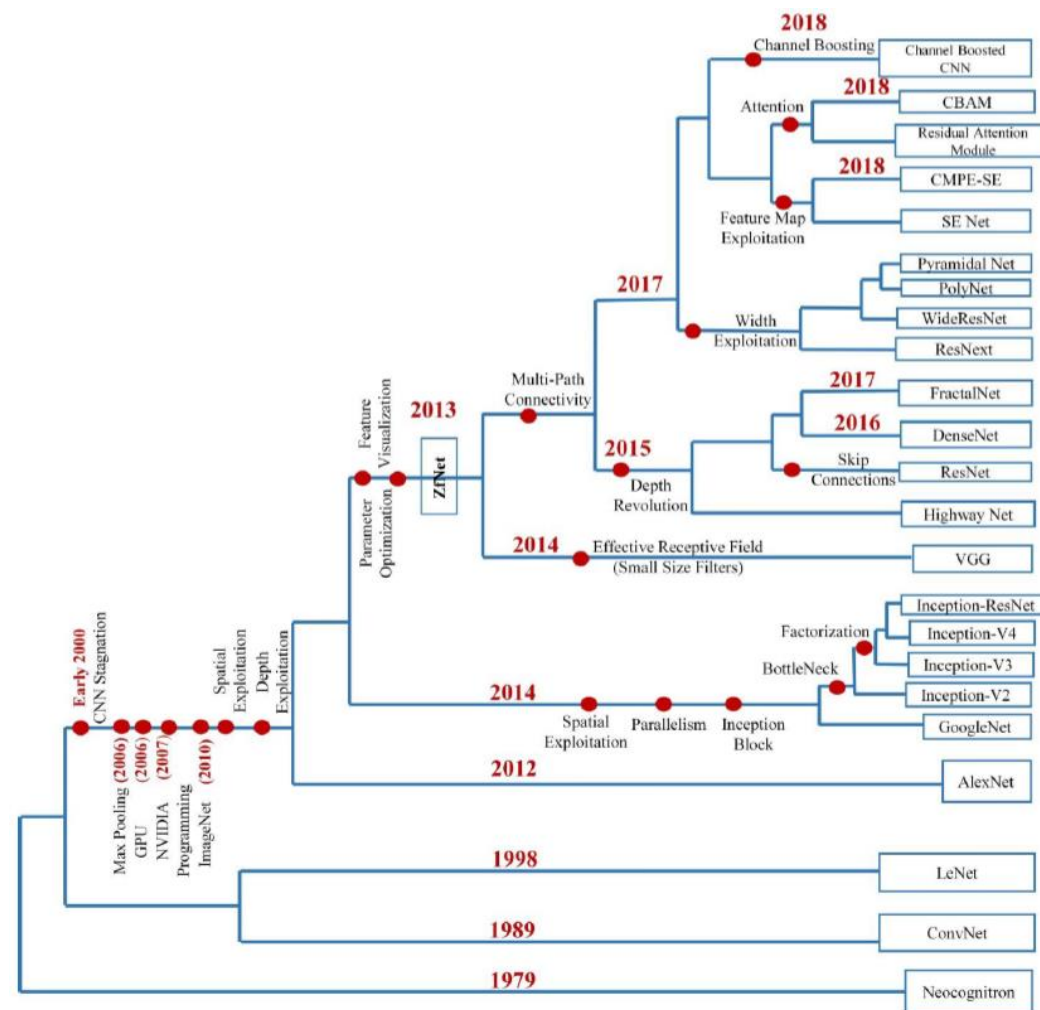 2018
Channel Boosting
Channel Boosted
CNN
2018
Attention
CBAM
Residual Attention
Module
2018
CMPE-SE
Feature Map
Exploitation
SE Net
Pyramidal Net
PolyNet
2017
Width
Exploitation
WideResNet
ResNext
Multi-Path
Connectivity
2017
FractalNet
2016
DenseNet
2015
Depth
Revolution
Skip
Connections
ResNet
Highway Net
Feature
Visualization
Parameter
Optimization
2013
ZfNet
2014
Effective Receptive Field
(Small Size Filters)
VGG
Inception-ResNet
Factorization
Inception-V4
BottleNeck
Inception-V3
Inception-V2
2014
Spatial
Exploitation
Parallelism
Inception
Block
GoogleNet
Early 2000
CNN Stagnation
Spatial
Exploitation
Depth
Exploitation
Max Pooling (2006)
GPU (2006)
NVIDIA (2007)
Programming
ImageNet (2010)
2012
AlexNet
1998
LeNet
1989
ConvNet
1979
Neocognitron